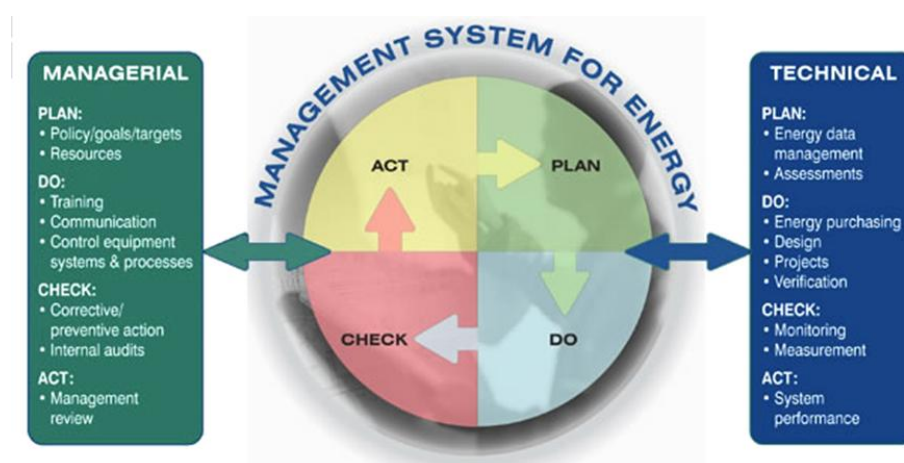 MANAGEMENT SYSTEM FOR ENERGY
MANAGERIAL
PLAN:
• Policy/goals/targets
• Resources
DO:
• Training
• Communication
• Control equipment
systems & processes
CHECK:
• Corrective/
preventive action
• Internal audits
ACT:
• Management
review
ACT
PLAN
CHECK
DO
TECHNICAL
PLAN:
• Energy data
management
• Assessments
DO:
• Energy purchasing
• Design
• Projects
• Verification
CHECK:
• Monitoring
• Measurement
ACT:
• System
performance